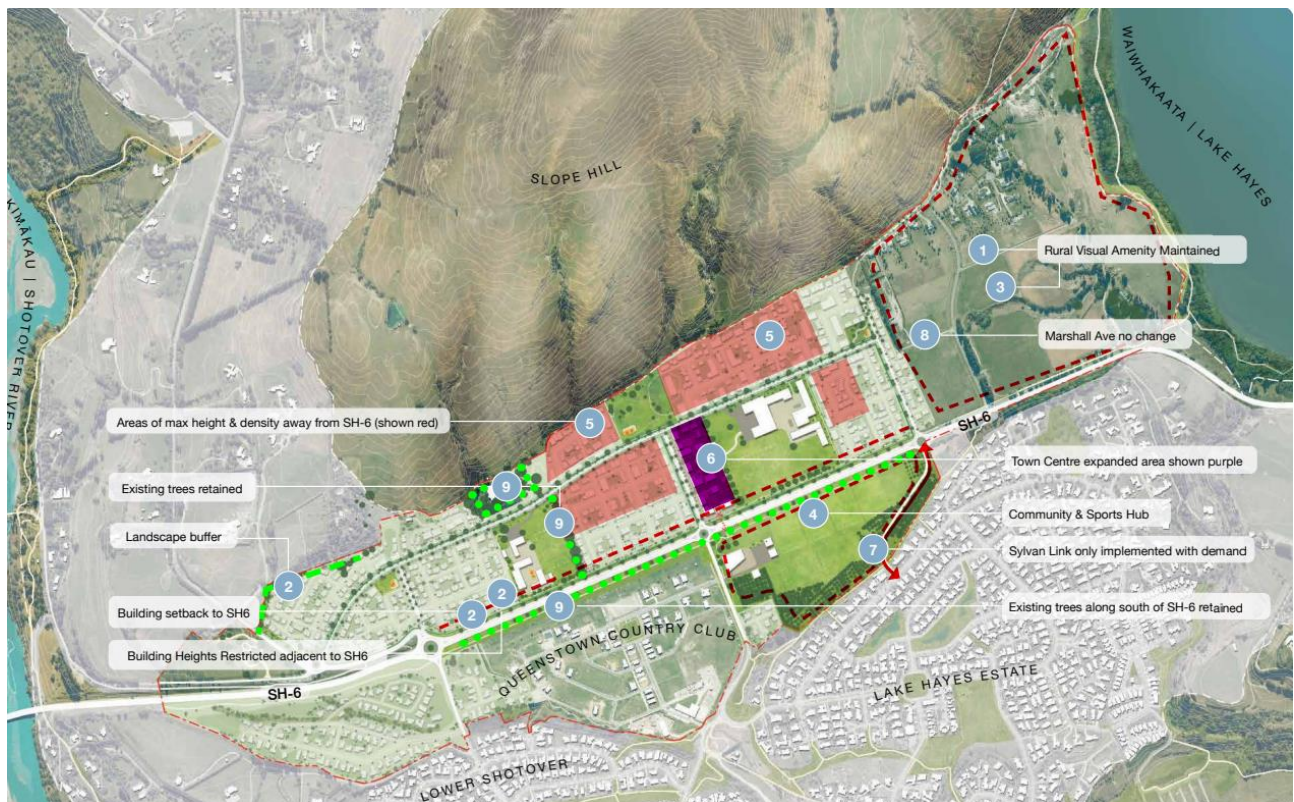 WAIWHAKAATA | LAKE HAYES
SLOPE HILL
KIMĀKAU | SHOTOVER RIVER
1
Rural Visual Amenity Maintained
3
8
Marshall Ave no change
5
Areas of max height & density away from SH-6 (shown red)
5
SH-6
6
Town Centre expanded area shown purple
Existing trees retained
9
9
4
Community & Sports Hub
Landscape buffer
7
Sylvan Link only implemented with demand
2
2
Building setback to SH6
2
9
Existing trees along south of SH-6 retained
Building Heights Restricted adjacent to SH6
QUEENSTOWN COUNTRY CLUB
SH-6
LAKE HAYES ESTATE
LOWER SHOTOVER